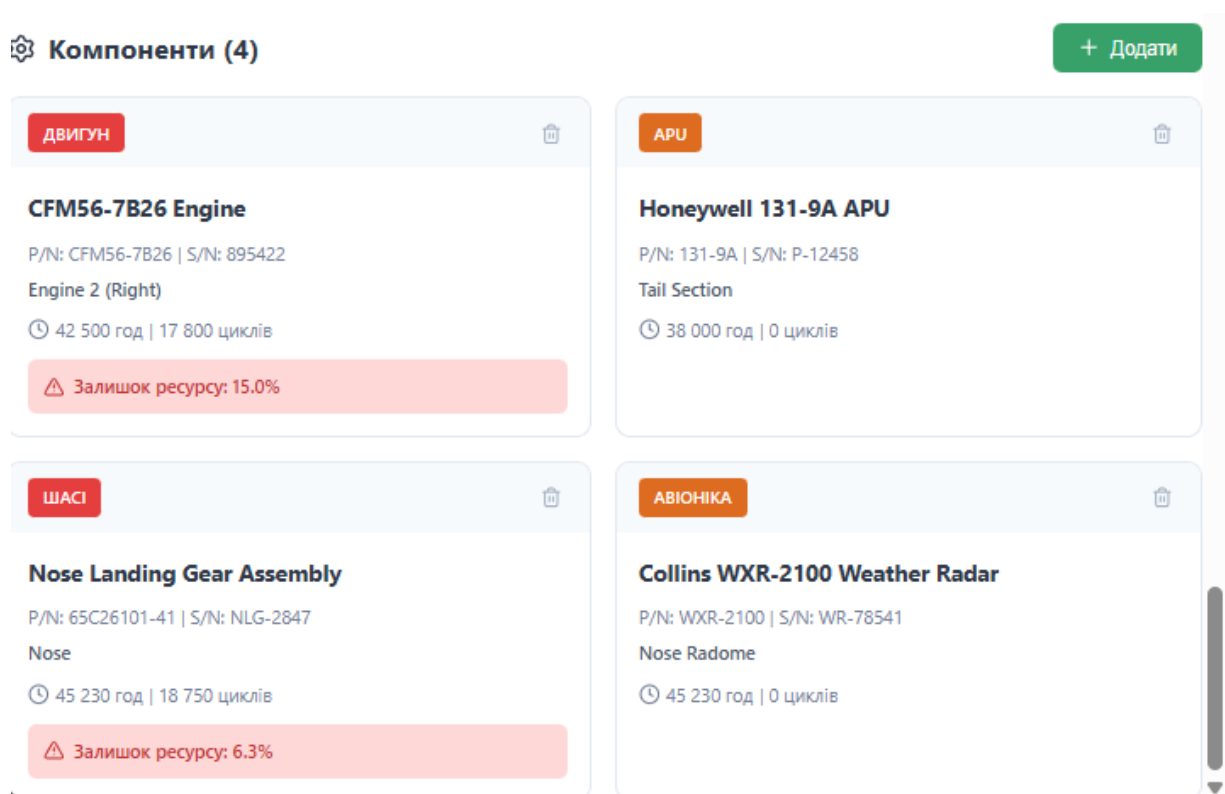 Компоненти (4)
+ Додати
ДВИГУН
CFM56-7B26 Engine
P/N: CFM56-7B26 | S/N: 895422
Engine 2 (Right)
42 500 год | 17 800 циклів
Залишок ресурсу: 15.0%
APU
Honeywell 131-9A APU
P/N: 131-9A | S/N: P-12458
Tail Section
38 000 год | 0 циклів
ШАСІ
Nose Landing Gear Assembly
P/N: 65C26101-41 | S/N: NLG-2847
Nose
45 230 год | 18 750 циклів
Залишок ресурсу: 6.3%
АВІОНІКА
Collins WXR-2100 Weather Radar
P/N: WXR-2100 | S/N: WR-78541
Nose Radome
45 230 год | 0 циклів